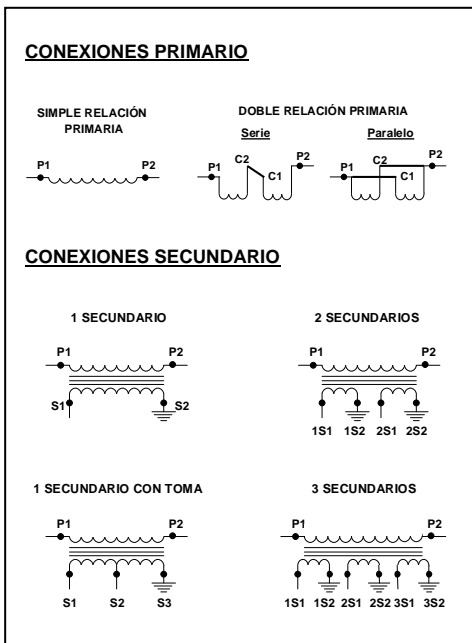 CONEXIONES PRIMARIO
SIMPLE RELACIÓN
PRIMARIA
P1 P2
DOBLE RELACIÓN PRIMARIA
Serie
P1 C2 C1 P2
Paralelo
P1 C2 C1 P2
CONEXIONES SECUNDARIO
1 SECUNDARIO
P1 P2
S1 S2
2 SECUNDARIOS
P1 P2
1S1 1S2 2S1 2S2
1 SECUNDARIO CON TOMA
P1 P2
S1 S2 S3
3 SECUNDARIOS
P1 P2
1S1 1S2 2S1 2S2 3S1 3S2